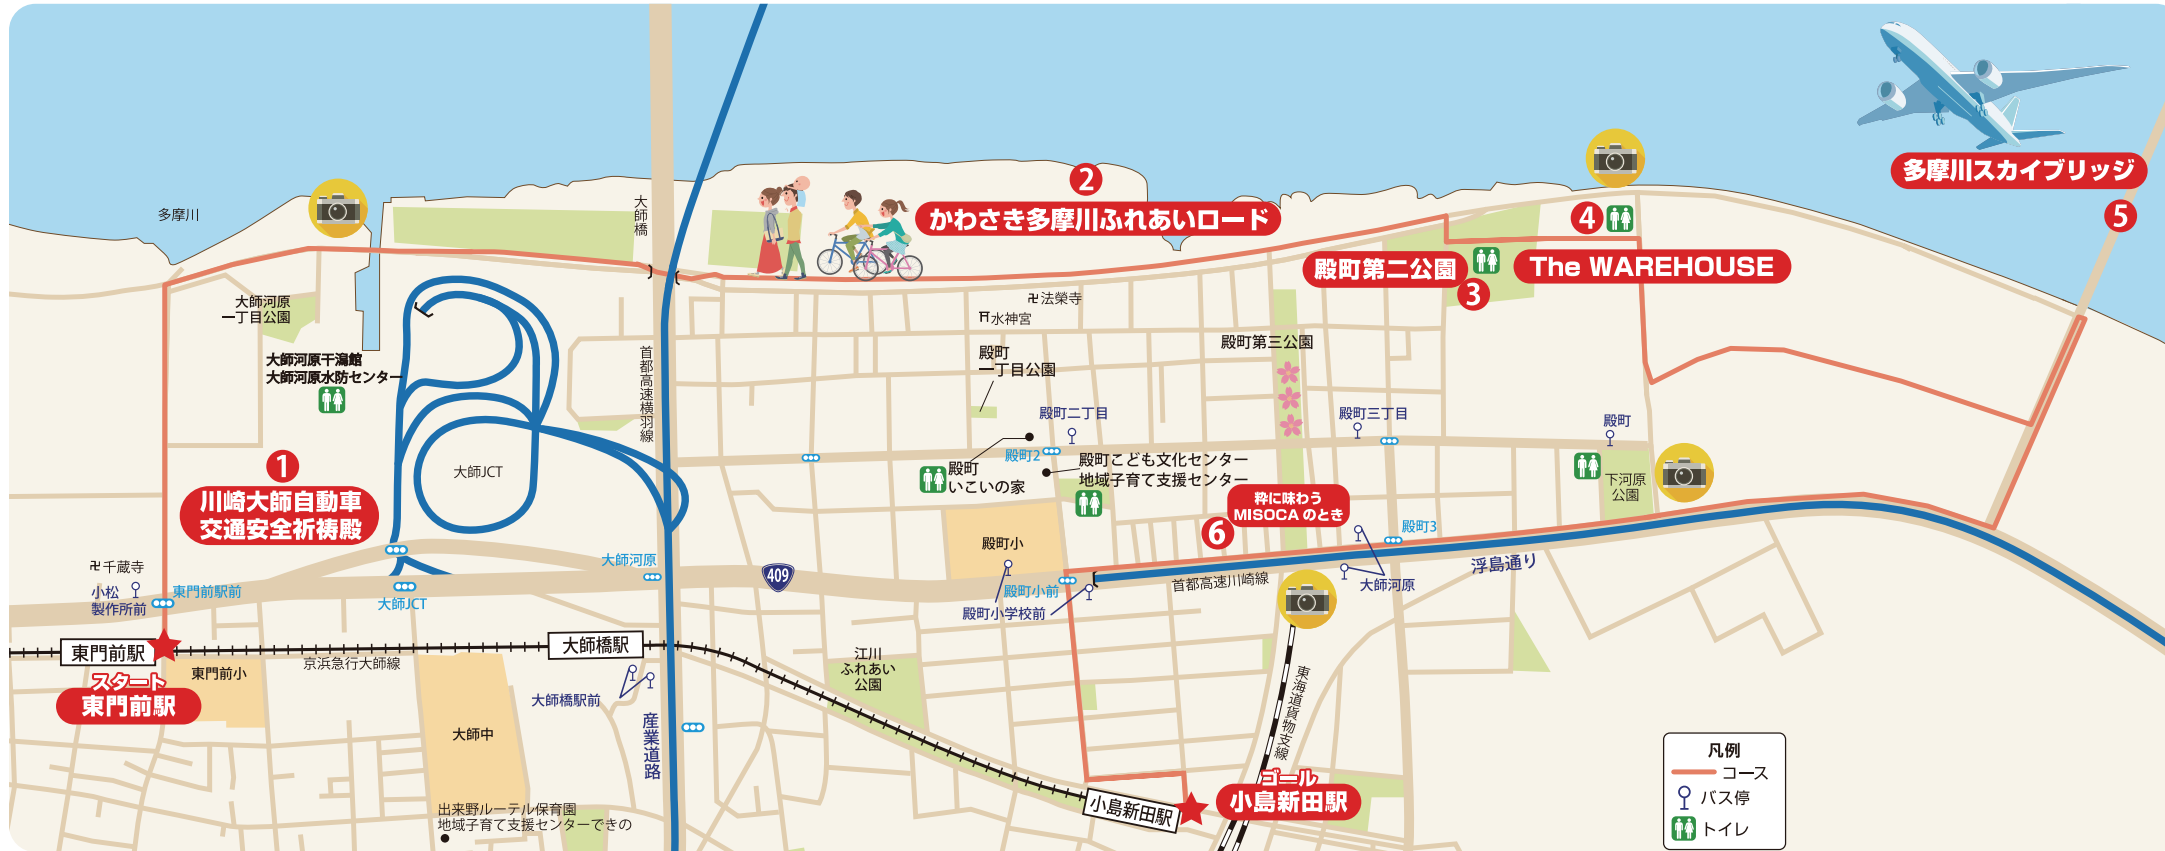 多摩川
大師橋
2
かわさき多摩川ふれあいロード
4
多摩川スカイブリッジ
5
殿町第二公園
3
The WAREHOUSE
大師河原
一丁目公園
卍法榮寺
水神宮
殿町
一丁目公園
殿町第三公園
大師河原干潟館
大師河原水防センター
首都高速横羽線
殿町二丁目
殿町三丁目
殿町
1
川崎大師自動車
交通安全祈祷殿
大師JCT
殿町2
殿町
いこいの家
殿町こども文化センター
地域子育て支援センター
下河原
公園
粋に味わう
MISOCAのとき
6
殿町3
殿町小
大師河原
409
卍千蔵寺
小松
製作所前
東門前駅前
大師JCT
殿町小前
殿町小学校前
首都高速川崎線
大師河原
浮島通り
東門前駅
スタート
東門前駅
東門前小
京浜急行大師線
大師橋駅
大師橋駅前
産業道路
江川
ふれあい
公園
東海道貨物支線
大師中
出来野ルーテル保育園
地域子育て支援センターできの
小島新田駅
ゴール
小島新田駅
凡例
コース
バス停
トイレ